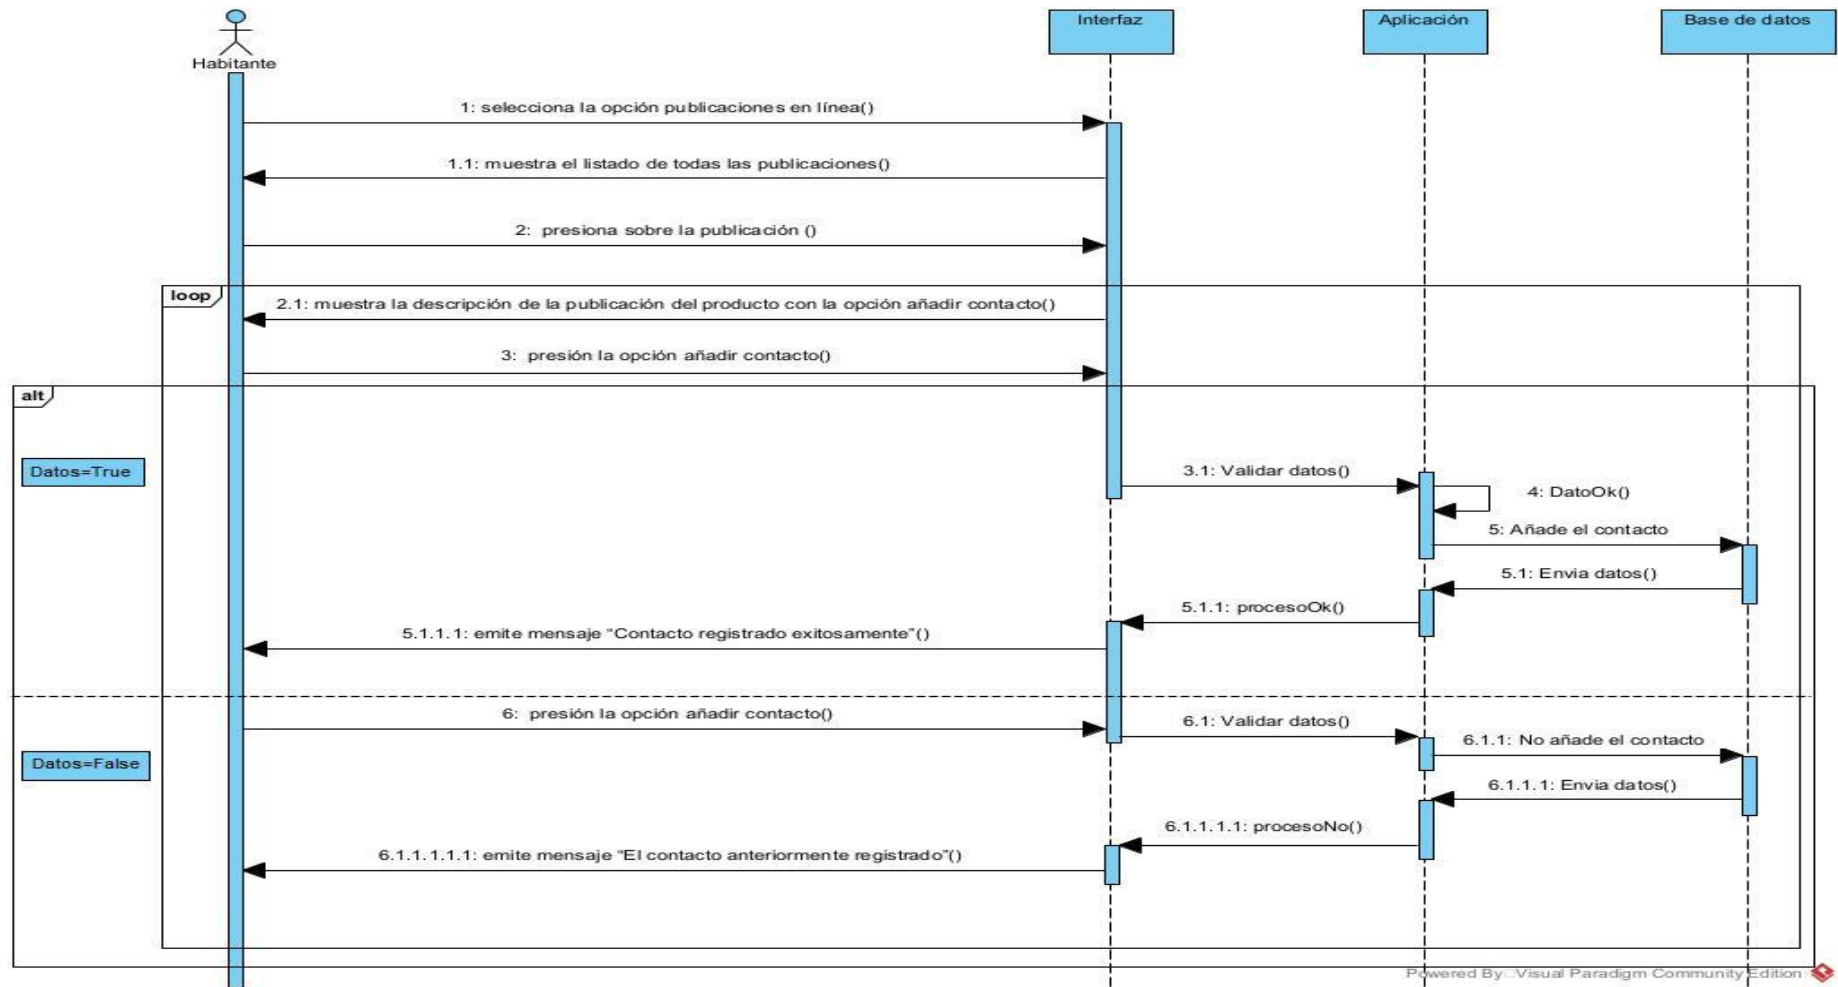 Interfaz
Aplicación
Base de datos
Habitante
1: selecciona la opción publicaciones en línea()
1.1: muestra el listado de todas las publicaciones()
2:  presiona sobre la publicación ()
loop
2.1: muestra la descripción de la publicación del producto con la opción añadir contacto()
3:  presión la opción añadir contacto()
alt
Datos=True
3.1: Validar datos()
4: DatoOk()
5: Añade el contacto
5.1: Envia datos()
5.1.1: procesoOk()
5.1.1.1: emite mensaje “Contacto registrado exitosamente”()
6:  presión la opción añadir contacto()
6.1: Validar datos()
6.1.1: No añade el contacto
Datos=False
6.1.1.1: Envia datos()
6.1.1.1.1: procesoNo()
6.1.1.1.1.1: emite mensaje “El contacto anteriormente registrado”()
Powered By Visual Paradigm Community Edition